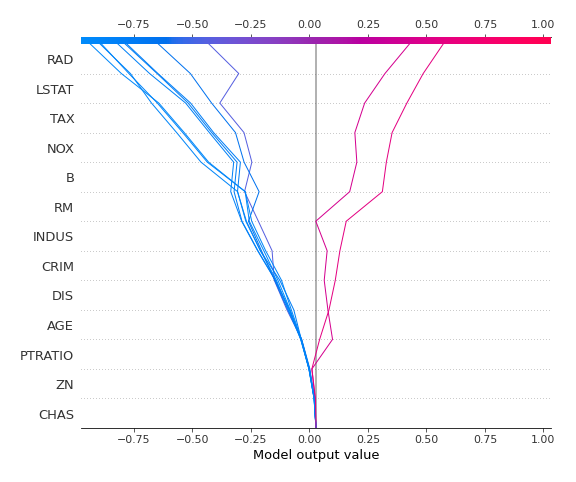 −0.75 −0.50 −0.25 0.00 0.25 0.50 0.75 1.00
RAD
LSTAT
TAX
NOX
B
RM
INDUS
CRIM
DIS
AGE
PTRATIO
ZN
CHAS
−0.75 −0.50 −0.25 0.00 0.25 0.50 0.75 1.00
Model output value